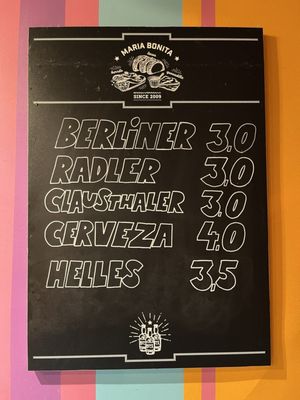 MARIA BONITA
SINCE 2009
BERLINER 3,0
RADLER 3,0
CLAUSTHALER 3.0
CERVEZA 4.0
HELLES 3,5